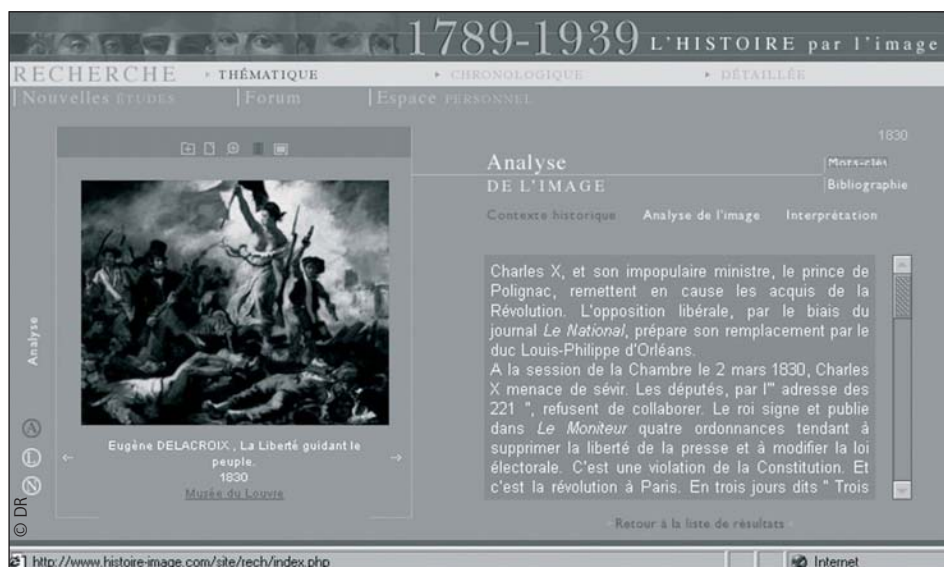 1789-1939 L'HISTOIRE par l'image
RECHERCHE THÉMATIQUE CHRONOLOGIQUE DÉTAILLÉE
Nouvelles ÉTUDES Forum Espace PERSONNEL
1830
Analyse
DE L'IMAGE
Mots-clés
Bibliographie
Contexte historique Analyse de l'image Interprétation
Charles X, et son impopulaire ministre, le prince de
Polignac, remettent en cause les acquis de la
Révolution. L'opposition libérale, par le biais du
journal Le National, prépare son remplacement par le
duc Louis-Philippe d'Orléans.
A la session de la Chambre le 2 mars 1830, Charles
X menace de sévir. Les députés, par l'" adresse des
221 ", refusent de collaborer. Le roi signe et publie
dans Le Moniteur quatre ordonnances tendant à
supprimer la liberté de la presse et à modifier la loi
électorale. C'est une violation de la Constitution. Et
c'est la révolution à Paris. En trois jours dits " Trois
Retour à la liste de résultats
Analyse
A
L
N
Eugène DELACROIX , La Liberté guidant le
peuple.
1830
Musée du Louvre
© DR
http://www.histoire-image.com/site/rech/index.php
Internet